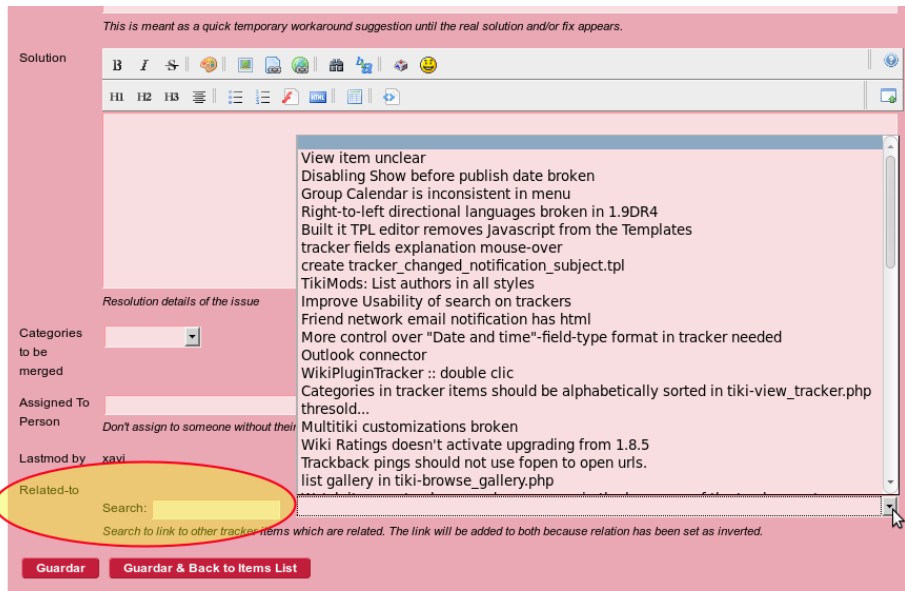 This is meant as a quick temporary workaround suggestion until the real solution and/or fix appears.
Solution
B I S
H1 H2 H3
HTML
View item unclear
Disabling Show before publish date broken
Group Calendar is inconsistent in menu
Right-to-left directional languages broken in 1.9DR4
Built it TPL editor removes Javascript from the Templates
tracker fields explanation mouse-over
create tracker_changed_notification_subject.tpl
TikiMods: List authors in all styles
Improve Usability of search on trackers
Friend network email notification has html
More control over "Date and time"-field-type format in tracker needed
Outlook connector
WikiPluginTracker :: double clic
Categories in tracker items should be alphabetically sorted in tiki-view_tracker.php
thresold...
Multitiki customizations broken
Wiki Ratings doesn't activate upgrading from 1.8.5
Trackback pings should not use fopen to open urls.
list gallery in tiki-browse_gallery.php
Resolution details of the issue
Categories
to be
merged
Assigned To
Person
Don't assign to someone without their
Lastmod by xavi
Related-to
Search:
Search to link to other tracker items which are related. The link will be added to both because relation has been set as inverted.
Guardar Guardar & Back to Items List